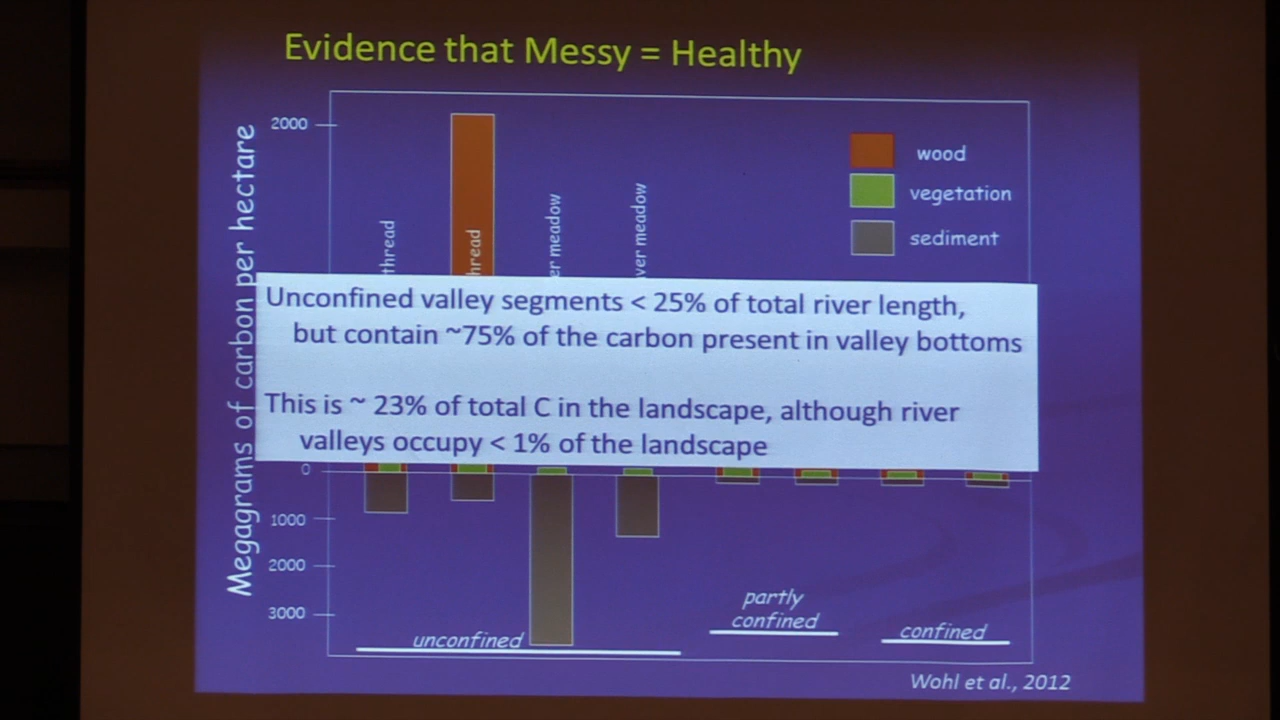 Evidence that Messy = Healthy
Megagrams of carbon per hectare
2000
thread
hread
er meadow
ver meadow
wood
vegetation
sediment
Unconfined valley segments < 25% of total river length,
but contain ~75% of the carbon present in valley bottoms
This is ~ 23% of total C in the landscape, although river
valleys occupy < 1% of the landscape
0
1000
2000
3000
unconfined
partly
confined
confined
Wohl et al., 2012